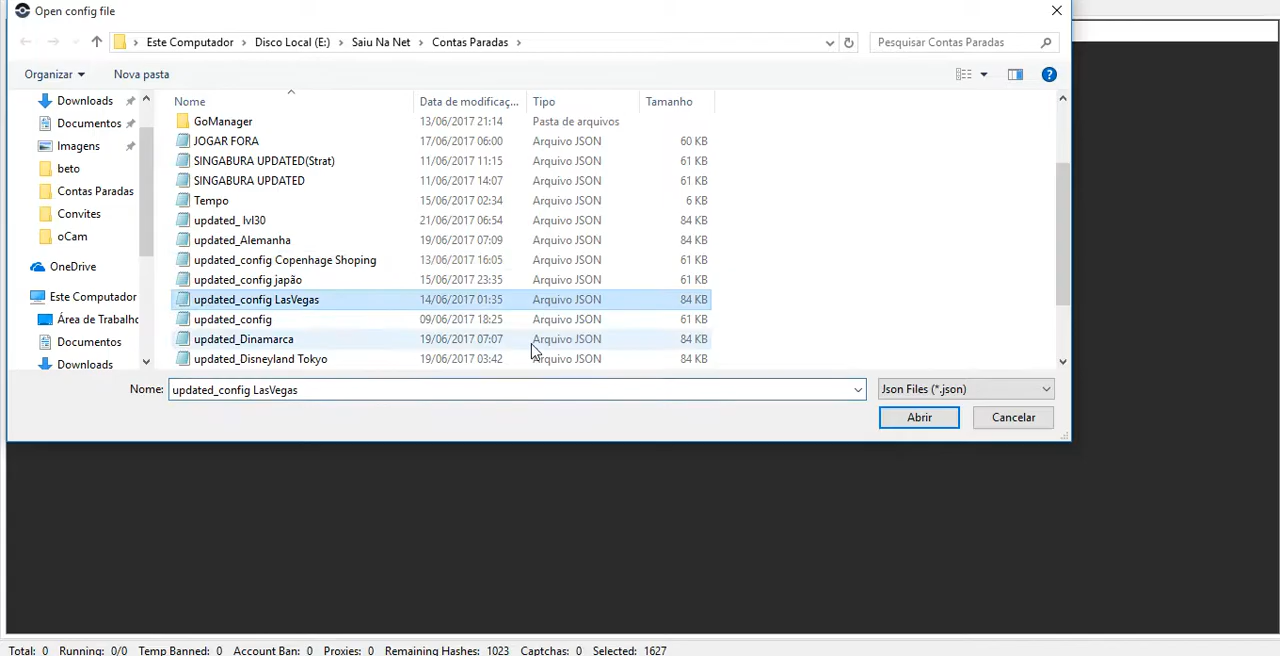 Open config file
Este Computador > Disco Local (E:) > Saiu Na Net > Contas Paradas >
Pesquisar Contas Paradas
Organizar
Nova pasta
Downloads
Documentos
Imagens
beto
Contas Paradas
Convites
oCam
OneDrive
Este Computador
Área de Trabalho
Documentos
Downloads
Nome Data de modificaç... Tipo Tamanho
GoManager 13/06/2017 21:14 Pasta de arquivos
JOGAR FORA 17/06/2017 06:00 Arquivo JSON 60 KB
SINGABURA UPDATED(Strat) 11/06/2017 11:15 Arquivo JSON 61 KB
SINGABURA UPDATED 11/06/2017 14:07 Arquivo JSON 61 KB
Tempo 15/06/2017 02:34 Arquivo JSON 6 KB
updated_ lvl30 21/06/2017 06:54 Arquivo JSON 84 KB
updated_Alemanha 19/06/2017 07:09 Arquivo JSON 84 KB
updated_config Copenhage Shoping 13/06/2017 16:05 Arquivo JSON 61 KB
updated_config japão 15/06/2017 23:35 Arquivo JSON 61 KB
updated_config LasVegas 14/06/2017 01:35 Arquivo JSON 84 KB
updated_config 09/06/2017 18:25 Arquivo JSON 61 KB
updated_Dinamarca 19/06/2017 07:07 Arquivo JSON 84 KB
updated_Disneyland Tokyo 19/06/2017 03:42 Arquivo JSON 84 KB
Nome: updated_config LasVegas
Json Files (*.json)
Abrir
Cancelar
Total: 0 Running: 0/0 Temp Banned: 0 Account Ban: 0 Proxies: 0 Remaining Hashes: 1023 Captchas: 0 Selected: 1627